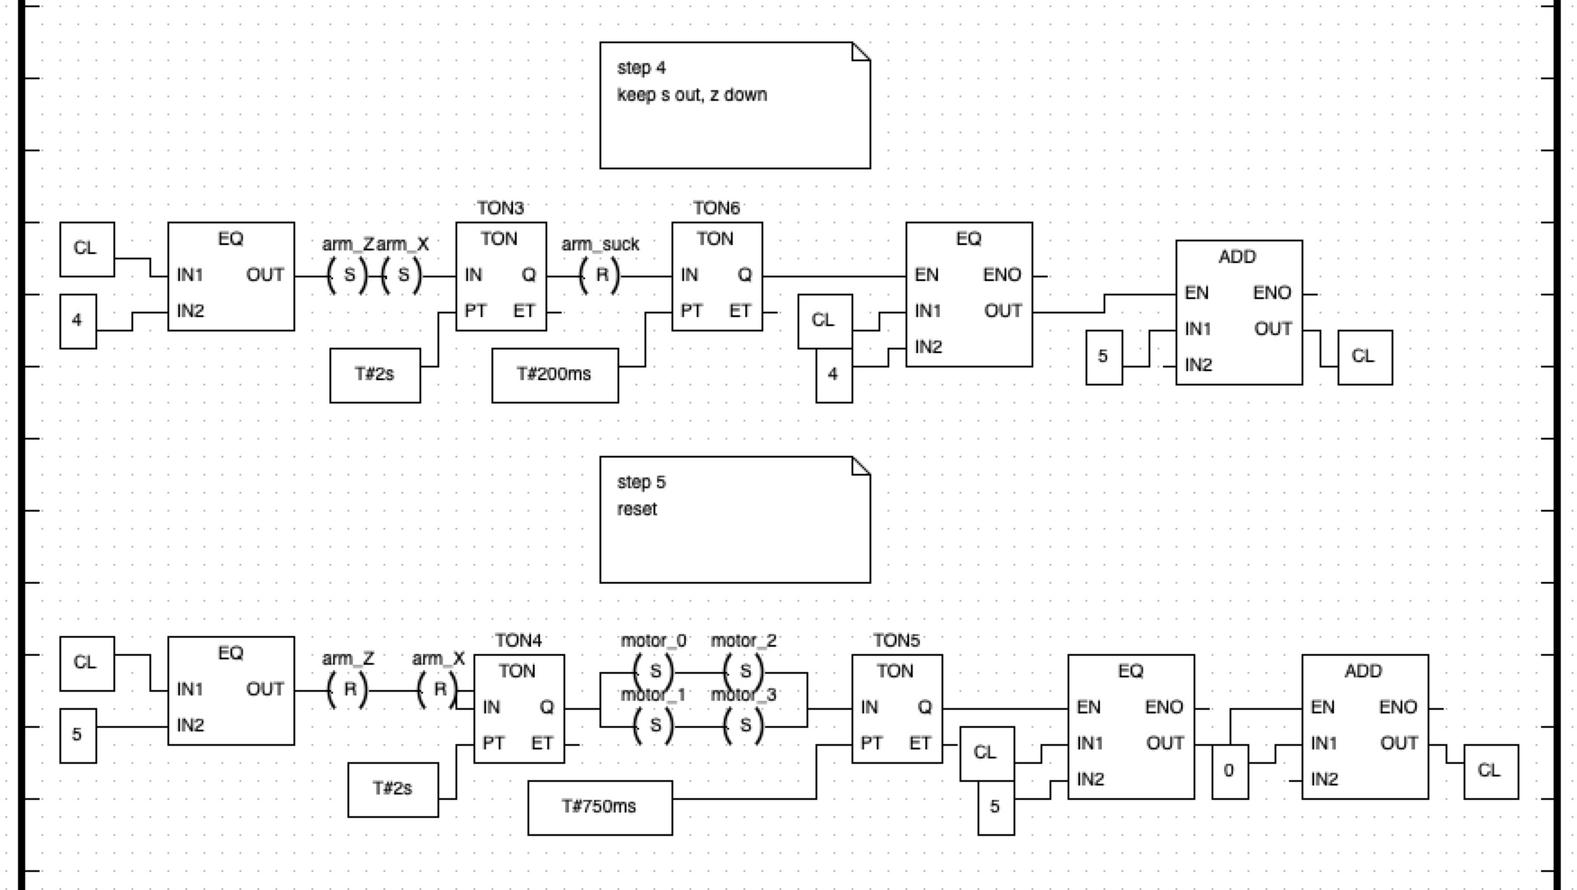 step 4
keep s out, z down
TON3
TON6
CL
EQ
arm_Z
arm_X
TON
arm_suck
TON
EQ
ADD
IN1
OUT
S
S
IN
Q
R
IN
Q
EN
ENO
EN
ENO
4
IN2
PT
ET
PT
ET
CL
IN1
OUT
IN1
OUT
IN2
5
IN2
CL
T#2s
T#200ms
4
step 5
reset
TON4
motor_0
motor_2
TON5
CL
EQ
arm_Z
arm_X
TON
S
S
TON
EQ
ADD
IN1
OUT
R
R
motor_1
motor_3
IN
Q
IN
Q
EN
ENO
EN
ENO
5
IN2
S
S
PT
ET
PT
ET
CL
IN1
OUT
IN1
OUT
0
CL
IN2
IN2
T#2s
T#750ms
5